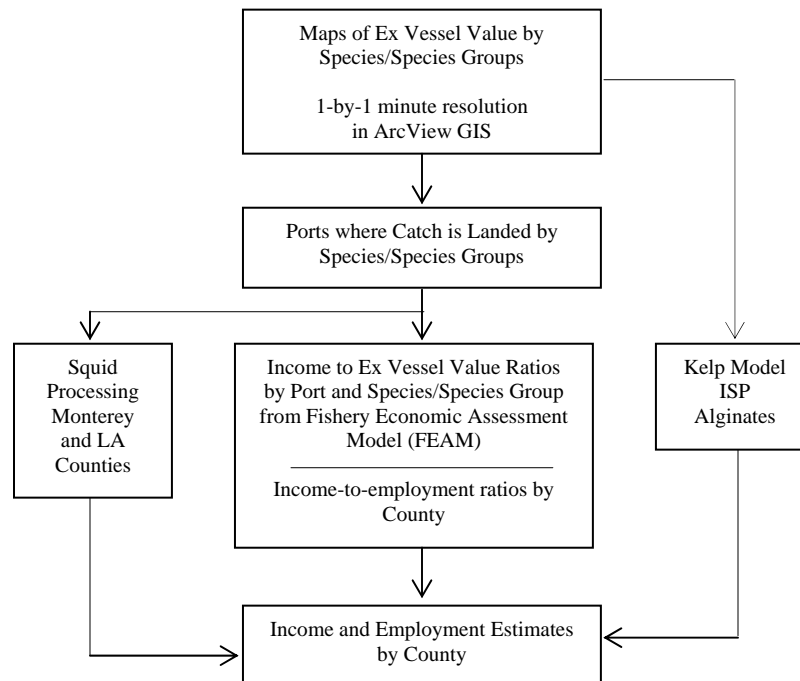 Maps of Ex Vessel Value by
Species/Species Groups
1-by-1 minute resolution
in ArcView GIS
Ports where Catch is Landed by
Species/Species Groups
Squid
Processing
Monterey
and LA
Counties
Income to Ex Vessel Value Ratios
by Port and Species/Species Group
from Fishery Economic Assessment
Model (FEAM)
Income-to-employment ratios by
County
Kelp Model
ISP
Alginates
Income and Employment Estimates
by County